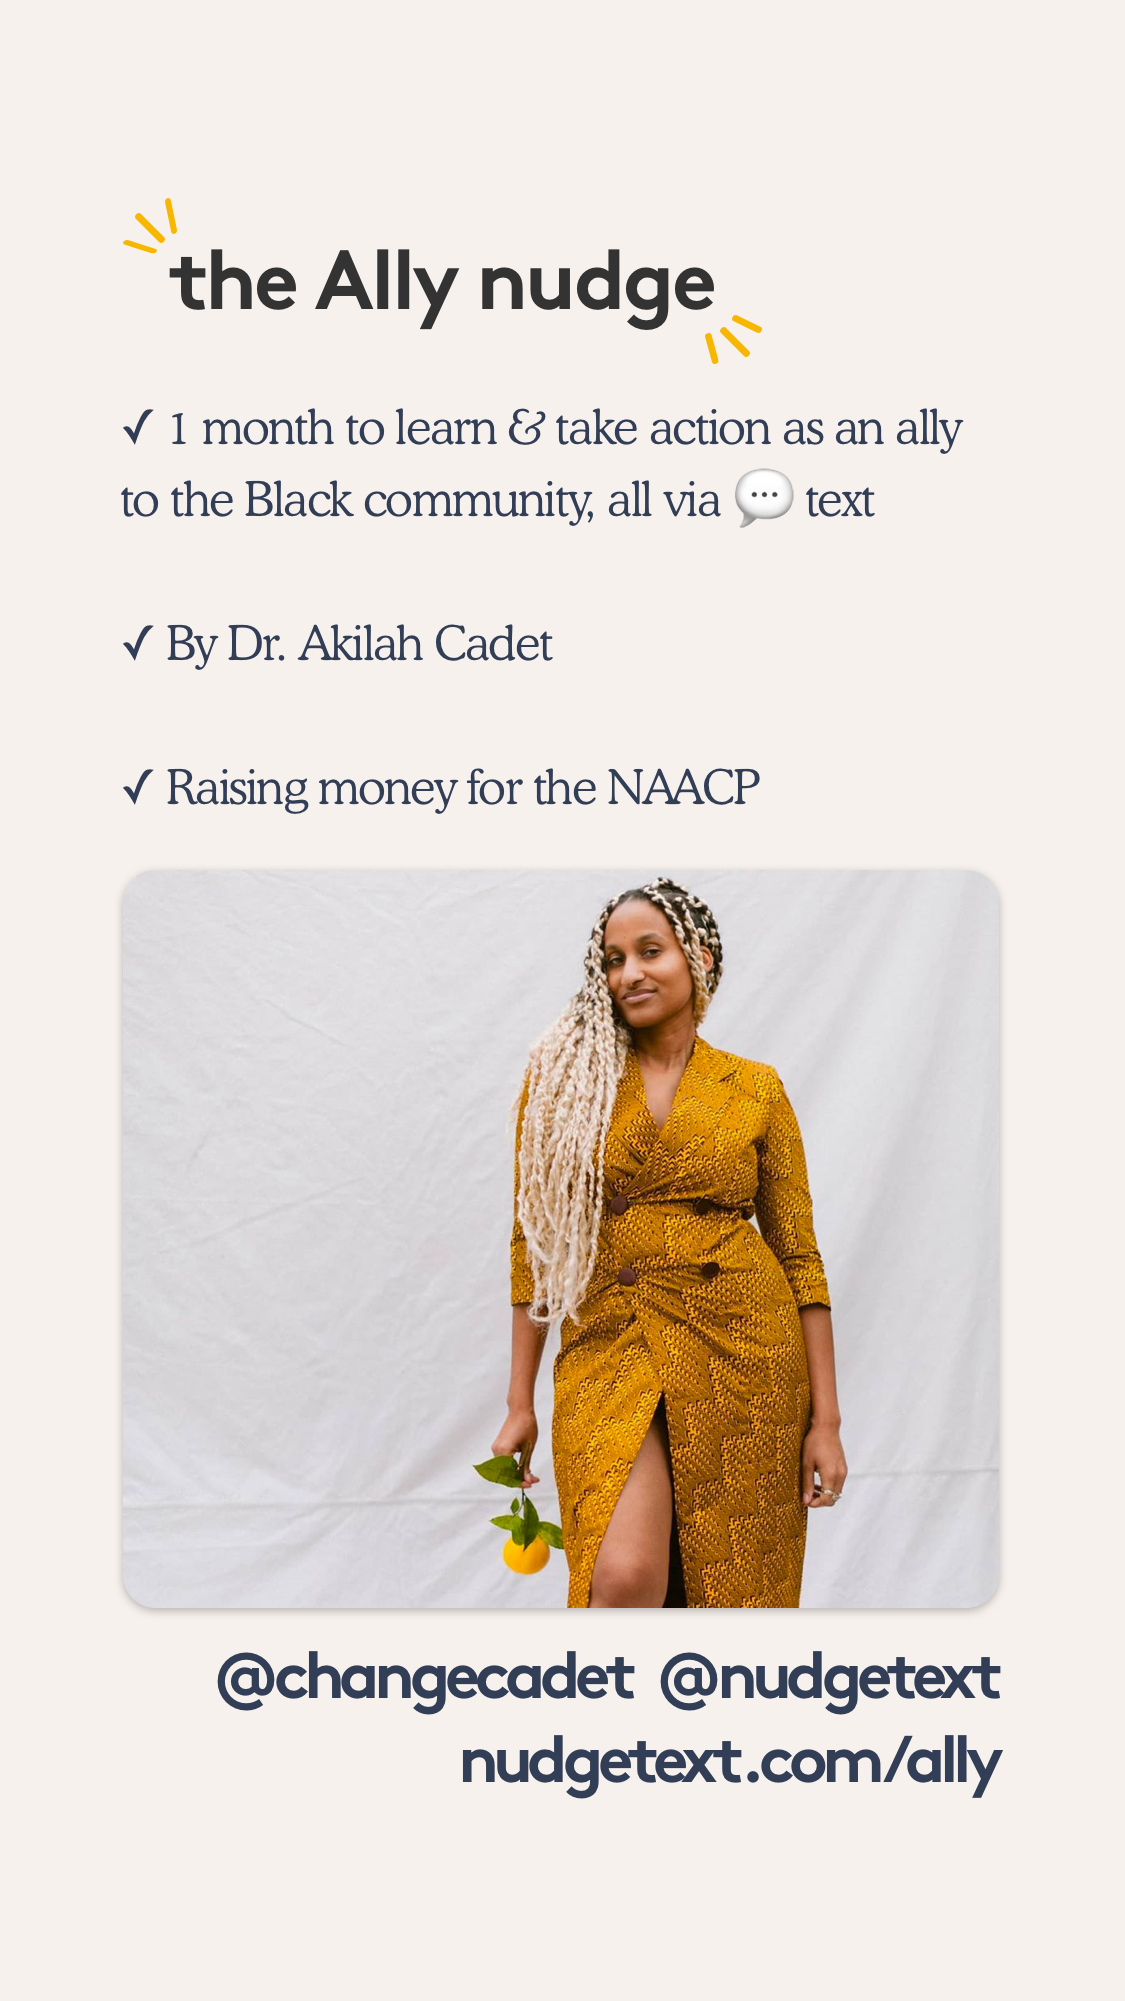 the Ally nudge
✓ 1 month to learn & take action as an ally
to the Black community, all via 💬 text
✓ By Dr. Akilah Cadet
✓ Raising money for the NAACP
@changecadet @nudgetext
nudgetext.com/ally